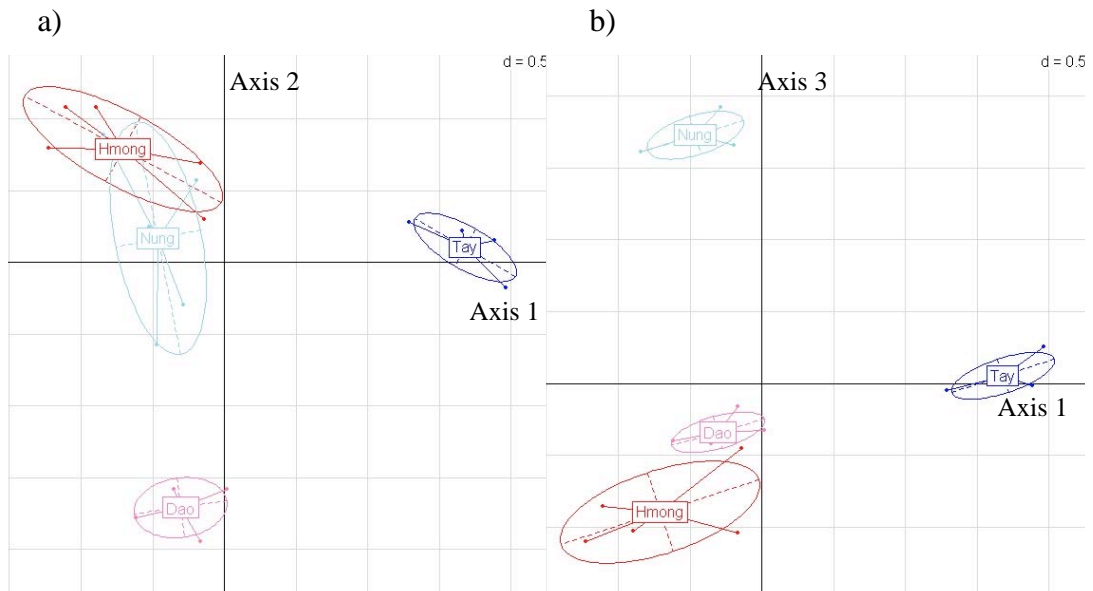 a)
d = 0.5
Axis 2
Hmong
Nung
Tay
Axis 1
Dao
b)
d = 0.5
Axis 3
Nung
Tay
Axis 1
Dao
Hmong